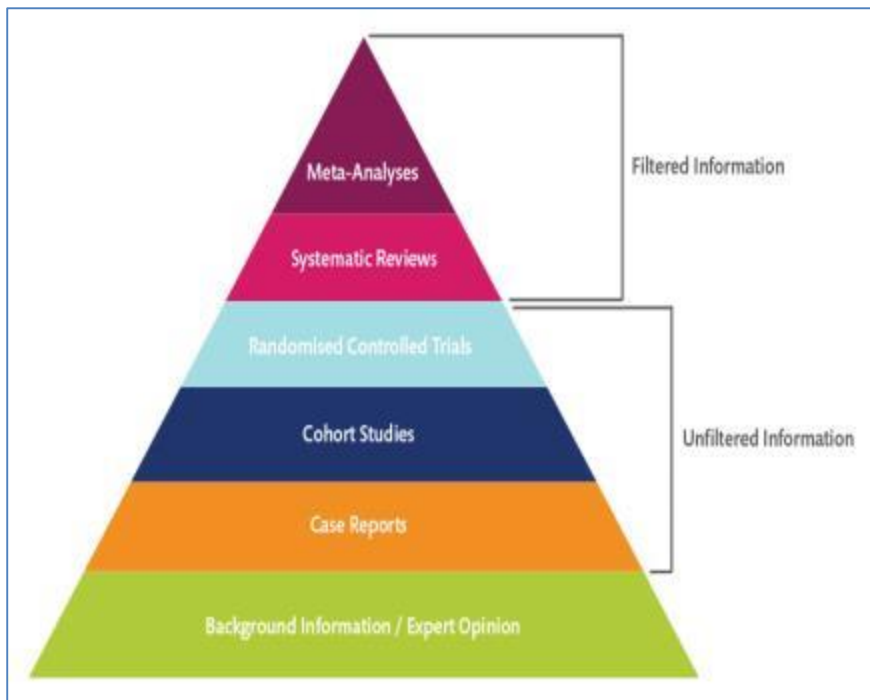 Meta-Analyses
Filtered Information
Systematic Reviews
Randomised Controlled Trials
Cohort Studies
Unfiltered Information
Case Reports
Background Information / Expert Opinion